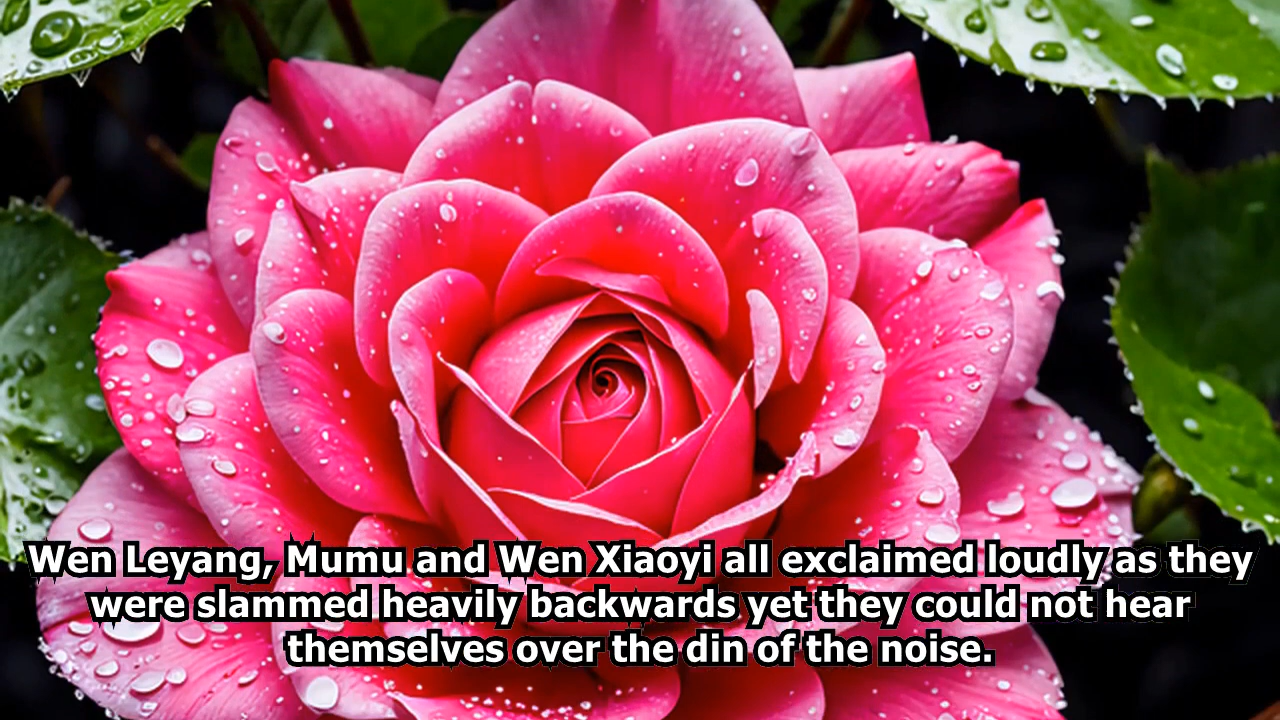 Wen Leyang, Mumu and Wen Xiaoyi all exclaimed loudly as they
were slammed heavily backwards yet they could not hear
themselves over the din of the noise.